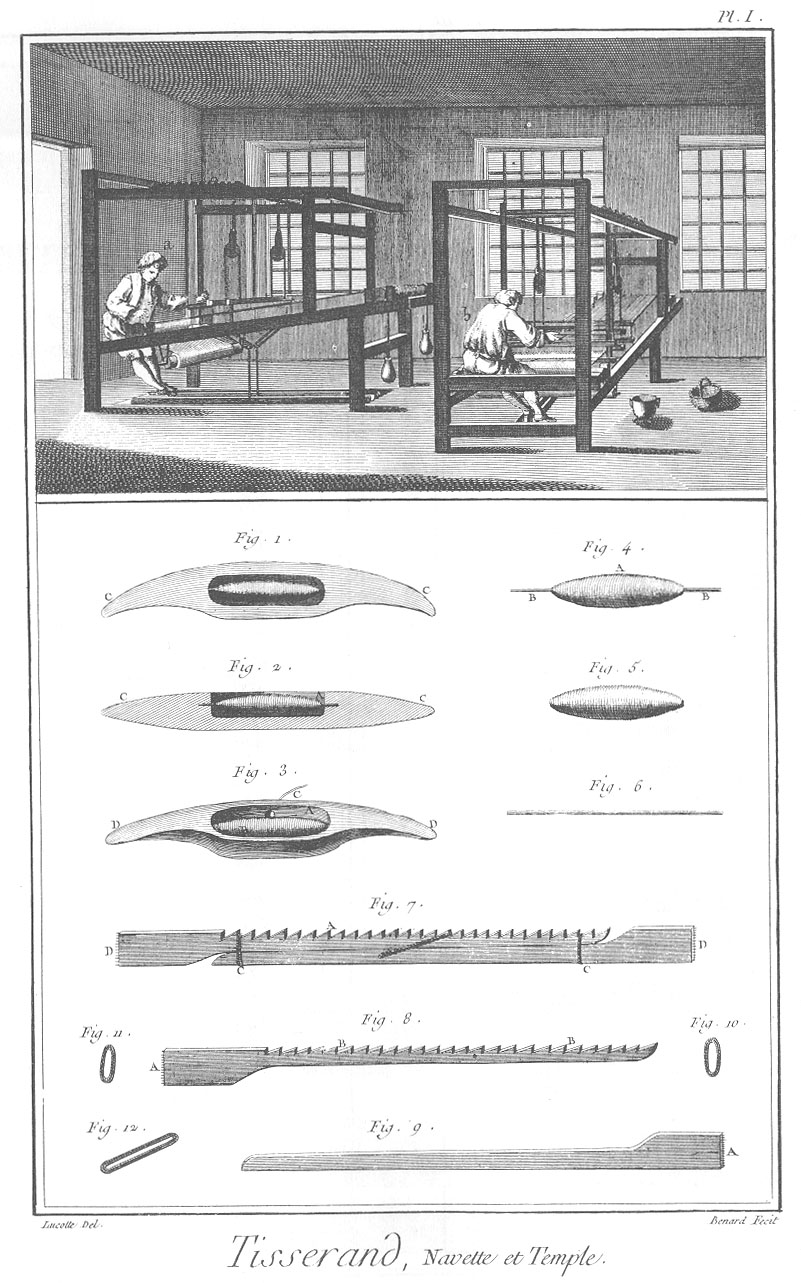 Pl. I.
a
b
Fig. 1.
C C
Fig. 4.
A
B B
Fig. 2.
C A C
Fig. 5.
Fig. 3.
C
A
D B D
Fig. 6.
Fig. 7.
A
D D
C C
Fig. 11.
Fig. 8.
Fig. 10.
B B
A
Fig. 12.
Fig. 9.
A
Lucotte Del.
Benard Fecit
Tisserand, Navette et Temple.